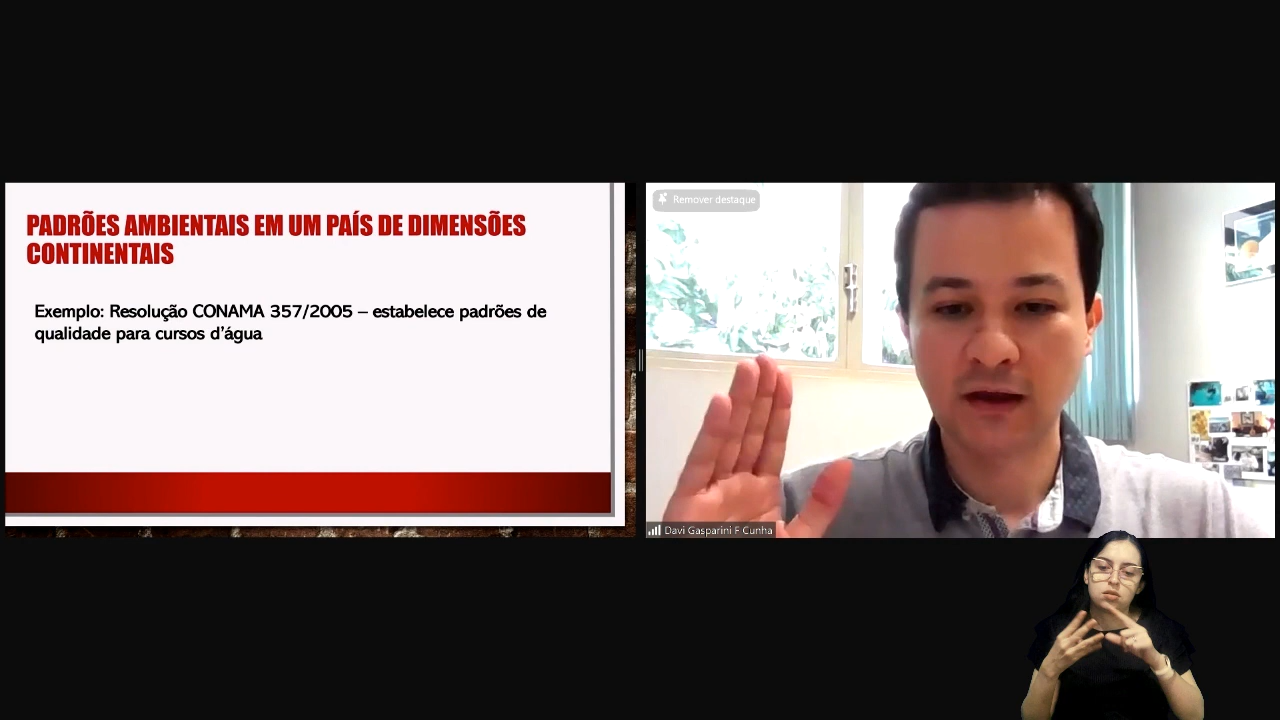 PADRÕES AMBIENTAIS EM UM PAÍS DE DIMENSÕES
CONTINENTAIS
Exemplo: Resolução CONAMA 357/2005 – estabelece padrões de
qualidade para cursos d'água
Remover destaque
Davi Gasparini F Cunha